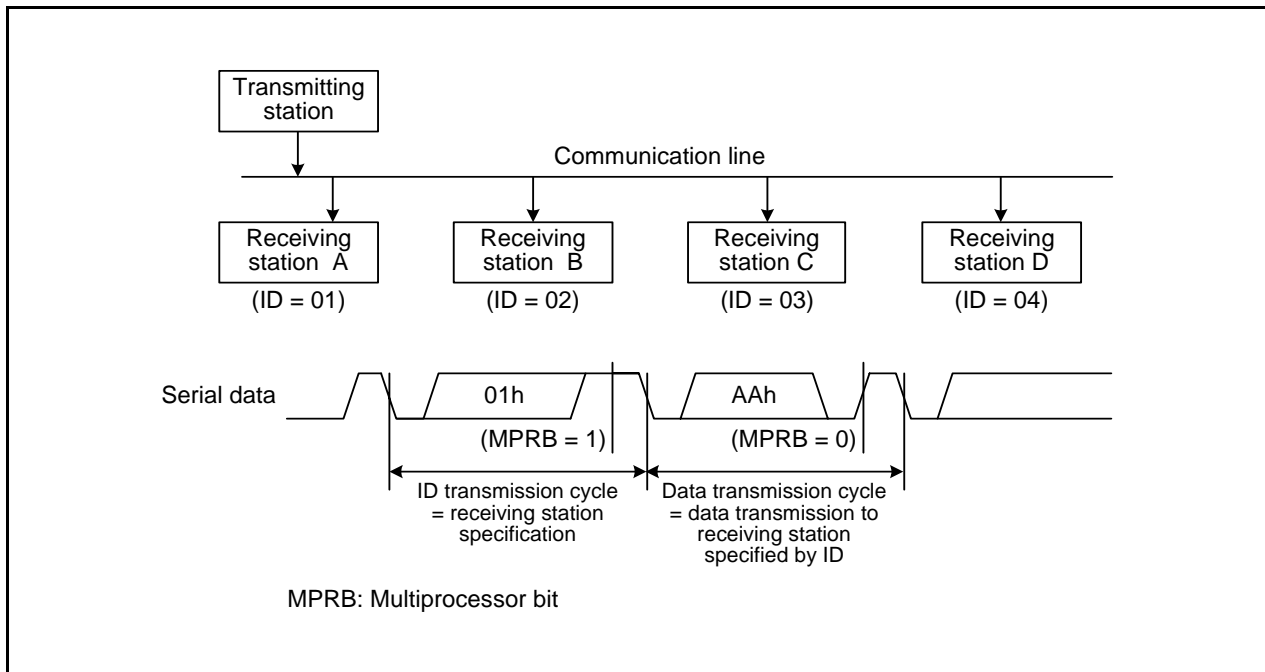 Transmitting
station
Communication line
Receiving
station A
(ID = 01)
Receiving
station B
(ID = 02)
Receiving
station C
(ID = 03)
Receiving
station D
(ID = 04)
Serial data
01h
(MPRB = 1)
AAh
(MPRB = 0)
ID transmission cycle
= receiving station
specification
Data transmission cycle
= data transmission to
receiving station
specified by ID
MPRB: Multiprocessor bit